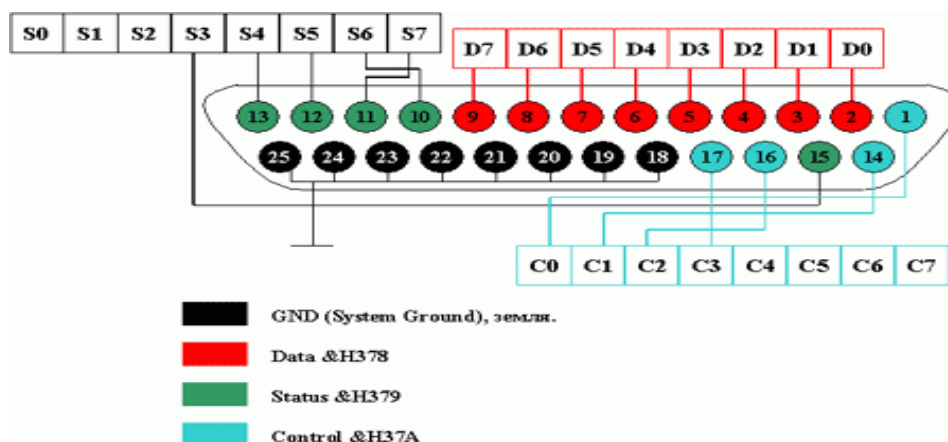 S0 S1 S2 S3 S4 S5 S6 S7
D7 D6 D5 D4 D3 D2 D1 D0
13 12 11 10 9 8 7 6 5 4 3 2 1
25 24 23 22 21 20 19 18 17 16 15 14
C0 C1 C2 C3 C4 C5 C6 C7
GND (System Ground), земля.
Data &H378
Status &H379
Control &H37A